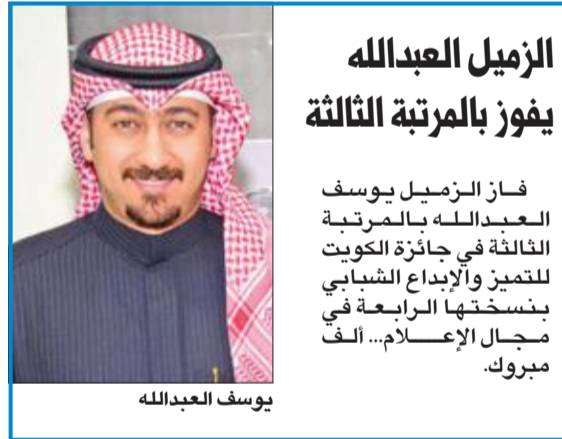 الزميل العبدالله
يفوز بالمرتبة الثالثة
فاز الزميل يوسف
العبدالله بالمرتبة
الثالثة في جائزة الكويت
للتميز والإبداع الشبابي
بنسختها الرابعة في
مجال الإعلام... ألف
مبروك.
يوسف العبدالله